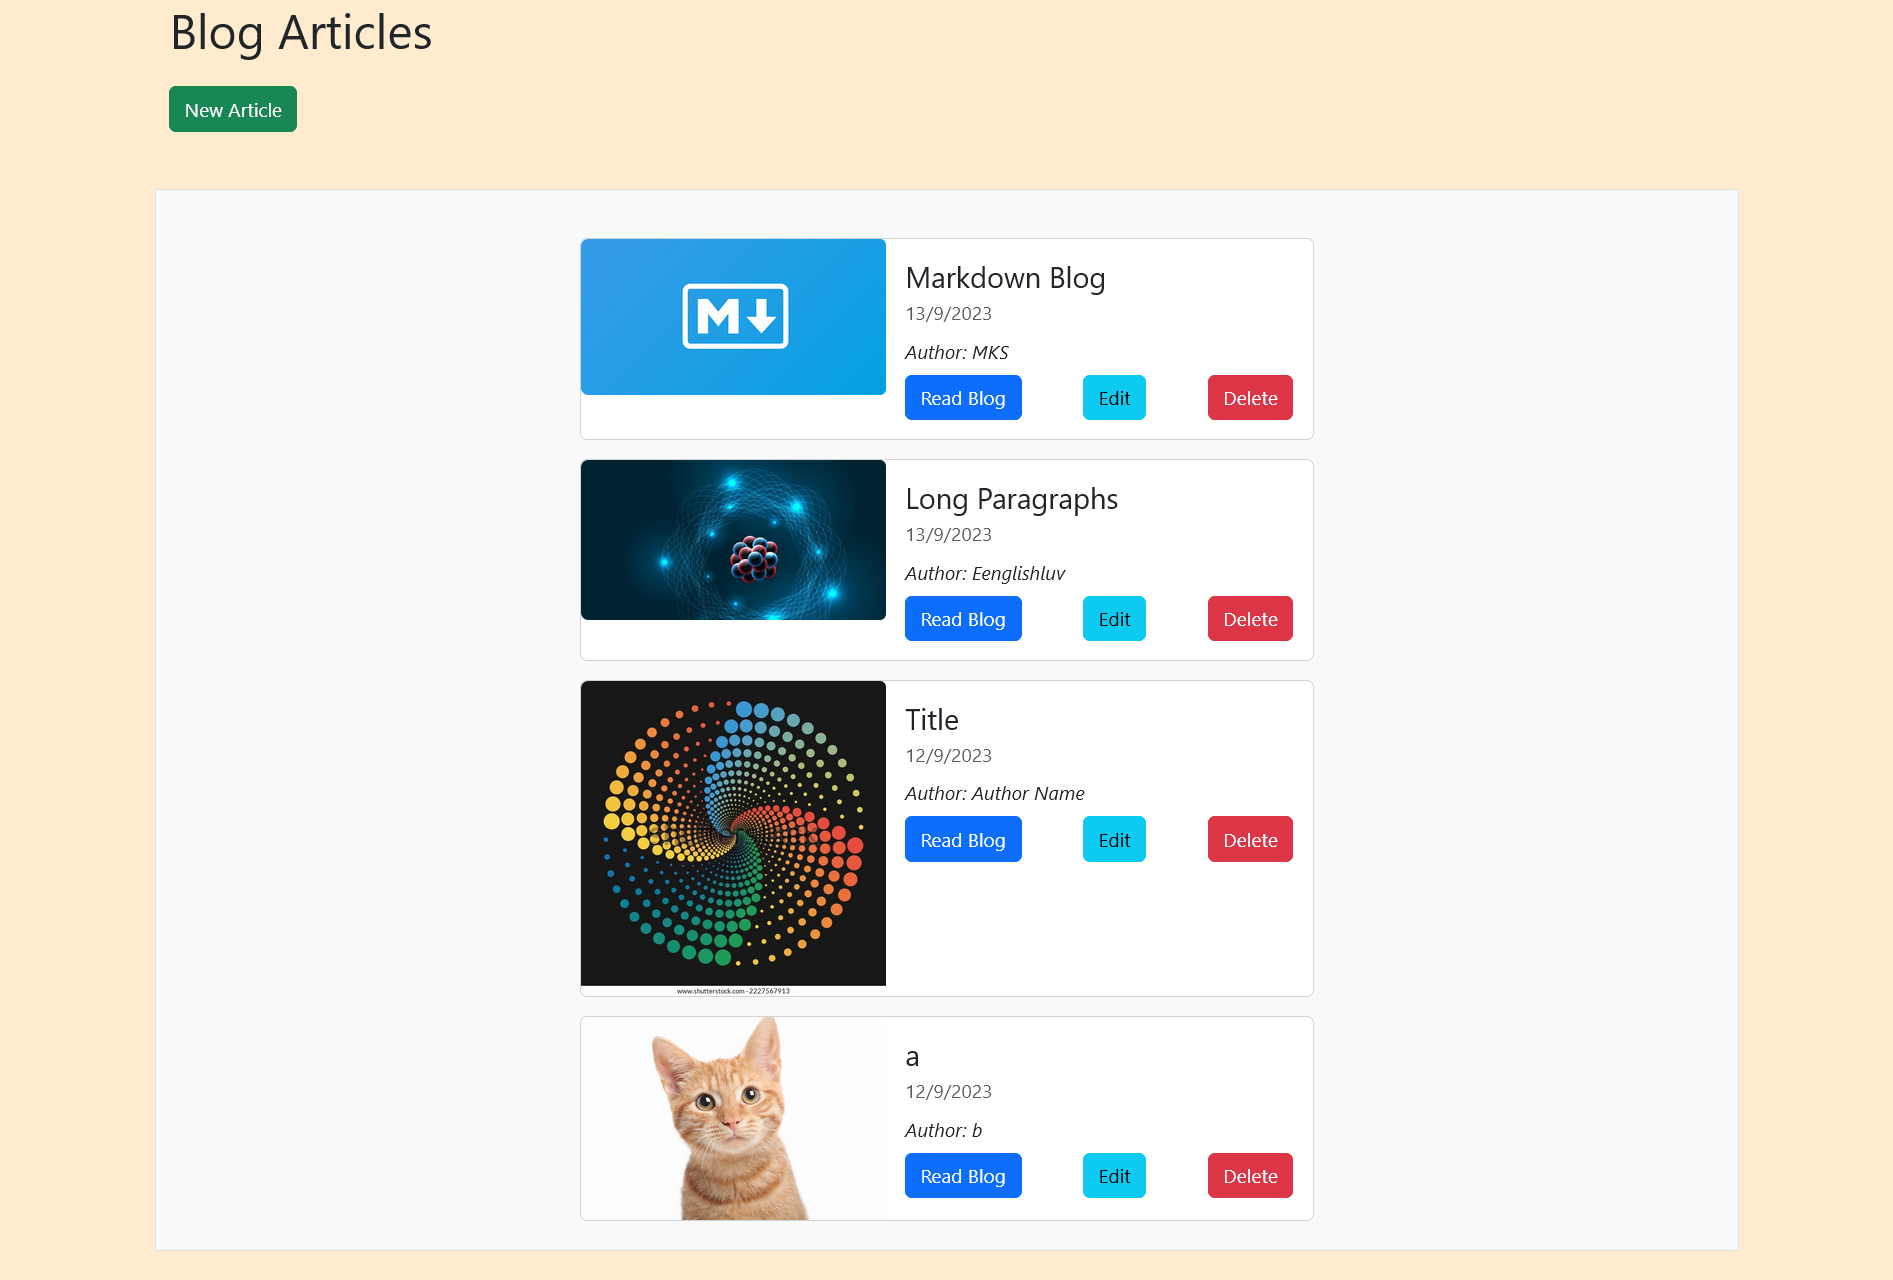 Blog Articles
New Article
M
Markdown Blog
13/9/2023
Author: MKS
Read Blog Edit Delete
Long Paragraphs
13/9/2023
Author: Eenglishluv
Read Blog Edit Delete
Title
12/9/2023
Author: Author Name
Read Blog Edit Delete
www.shutterstock.com · 2227567913
a
12/9/2023
Author: b
Read Blog Edit Delete